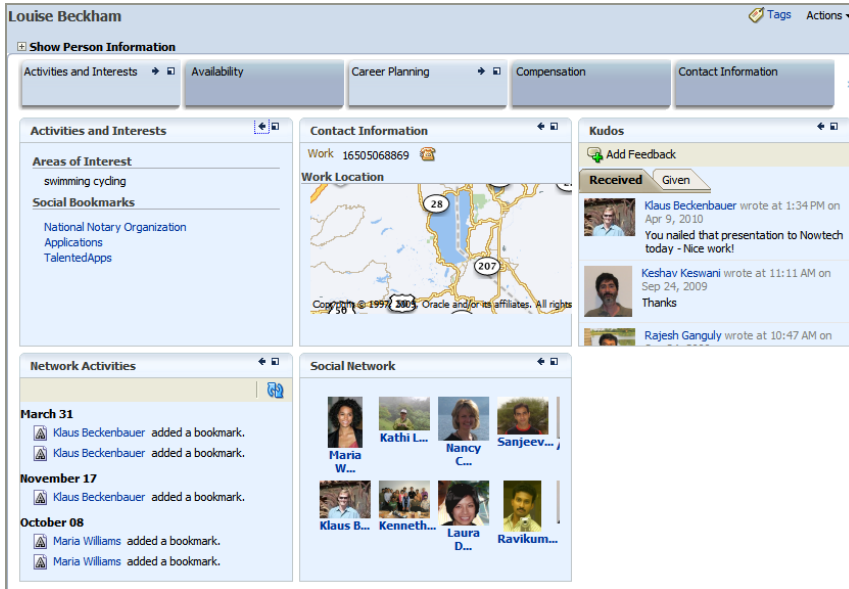 Louise Beckham
Tags Actions
Show Person Information
Activities and Interests
Availability
Career Planning
Compensation
Contact Information
Activities and Interests
Areas of Interest
swimming cycling
Social Bookmarks
National Notary Organization
Applications
TalentedApps
Contact Information
Work 16505068869
Work Location
28
207
Copyright © 1997, 2009, Oracle and/or its affiliates. All rights
Kudos
Add Feedback
Received Given
Klaus Beckenbauer wrote at 1:34 PM on
Apr 9, 2010
You nailed that presentation to Nowtech
today - Nice work!
Keshav Keswani wrote at 11:11 AM on
Sep 24, 2009
Thanks
Rajesh Ganguly wrote at 10:47 AM on
Network Activities
March 31
Klaus Beckenbauer added a bookmark.
Klaus Beckenbauer added a bookmark.
November 17
Klaus Beckenbauer added a bookmark.
October 08
Maria Williams added a bookmark.
Maria Williams added a bookmark.
Social Network
Maria
W...
Kathi L...
Nancy
C...
Sanjeev...
Klaus B...
Kenneth...
Laura
D...
Ravikum...